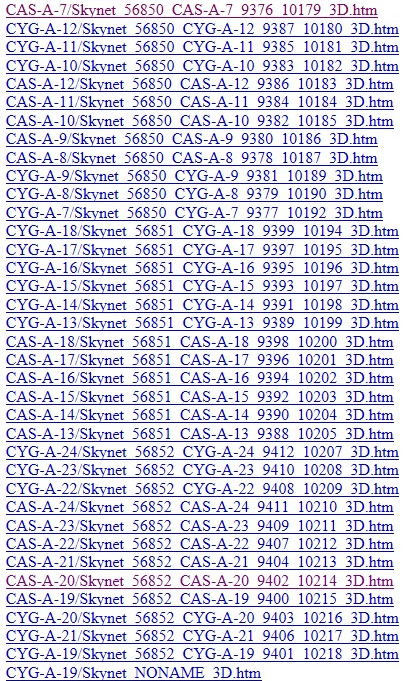 CAS-A-7/Skynet_56850_CAS-A-7_9376_10179_3D.htm
CYG-A-12/Skynet_56850_CYG-A-12_9387_10180_3D.htm
CYG-A-11/Skynet_56850_CYG-A-11_9385_10181_3D.htm
CYG-A-10/Skynet_56850_CYG-A-10_9383_10182_3D.htm
CAS-A-12/Skynet_56850_CAS-A-12_9386_10183_3D.htm
CAS-A-11/Skynet_56850_CAS-A-11_9384_10184_3D.htm
CAS-A-10/Skynet_56850_CAS-A-10_9382_10185_3D.htm
CAS-A-9/Skynet_56850_CAS-A-9_9380_10186_3D.htm
CAS-A-8/Skynet_56850_CAS-A-8_9378_10187_3D.htm
CYG-A-9/Skynet_56850_CYG-A-9_9381_10189_3D.htm
CYG-A-8/Skynet_56850_CYG-A-8_9379_10190_3D.htm
CYG-A-7/Skynet_56850_CYG-A-7_9377_10192_3D.htm
CYG-A-18/Skynet_56851_CYG-A-18_9399_10194_3D.htm
CYG-A-17/Skynet_56851_CYG-A-17_9397_10195_3D.htm
CYG-A-16/Skynet_56851_CYG-A-16_9395_10196_3D.htm
CYG-A-15/Skynet_56851_CYG-A-15_9393_10197_3D.htm
CYG-A-14/Skynet_56851_CYG-A-14_9391_10198_3D.htm
CYG-A-13/Skynet_56851_CYG-A-13_9389_10199_3D.htm
CAS-A-18/Skynet_56851_CAS-A-18_9398_10200_3D.htm
CAS-A-17/Skynet_56851_CAS-A-17_9396_10201_3D.htm
CAS-A-16/Skynet_56851_CAS-A-16_9394_10202_3D.htm
CAS-A-15/Skynet_56851_CAS-A-15_9392_10203_3D.htm
CAS-A-14/Skynet_56851_CAS-A-14_9390_10204_3D.htm
CAS-A-13/Skynet_56851_CAS-A-13_9388_10205_3D.htm
CYG-A-24/Skynet_56852_CYG-A-24_9412_10207_3D.htm
CYG-A-23/Skynet_56852_CYG-A-23_9410_10208_3D.htm
CYG-A-22/Skynet_56852_CYG-A-22_9408_10209_3D.htm
CAS-A-24/Skynet_56852_CAS-A-24_9411_10210_3D.htm
CAS-A-23/Skynet_56852_CAS-A-23_9409_10211_3D.htm
CAS-A-22/Skynet_56852_CAS-A-22_9407_10212_3D.htm
CAS-A-21/Skynet_56852_CAS-A-21_9404_10213_3D.htm
CAS-A-20/Skynet_56852_CAS-A-20_9402_10214_3D.htm
CAS-A-19/Skynet_56852_CAS-A-19_9400_10215_3D.htm
CYG-A-20/Skynet_56852_CYG-A-20_9403_10216_3D.htm
CYG-A-21/Skynet_56852_CYG-A-21_9406_10217_3D.htm
CYG-A-19/Skynet_56852_CYG-A-19_9401_10218_3D.htm
CYG-A-19/Skynet_NONAME_3D.htm